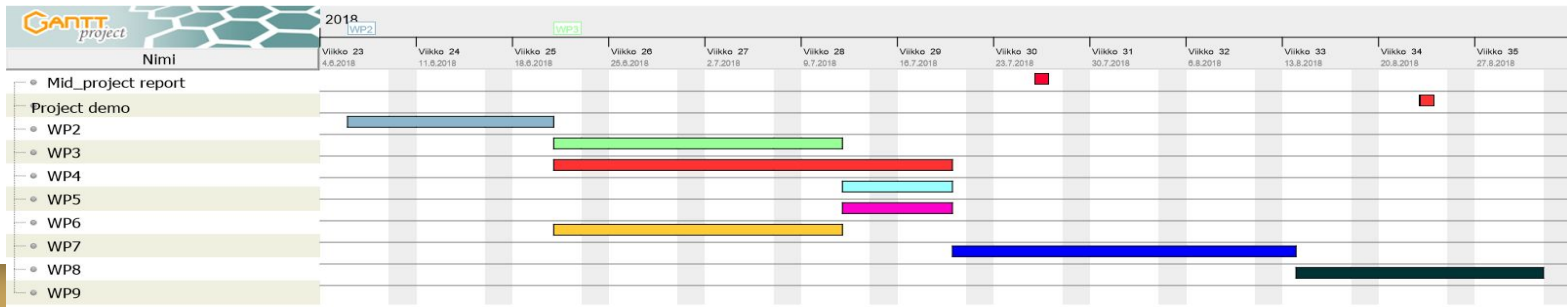 GANTT
project
2018
WP2 WP3
Nimi
Viikko 23 Viikko 24 Viikko 25 Viikko 26 Viikko 27 Viikko 28 Viikko 29 Viikko 30 Viikko 31 Viikko 32 Viikko 33 Viikko 34 Viikko 35
4.6.2018 11.6.2018 18.6.2018 25.6.2018 2.7.2018 9.7.2018 16.7.2018 23.7.2018 30.7.2018 6.8.2018 13.8.2018 20.8.2018 27.8.2018
Mid_project report
Project demo
WP2
WP3
WP4
WP5
WP6
WP7
WP8
WP9